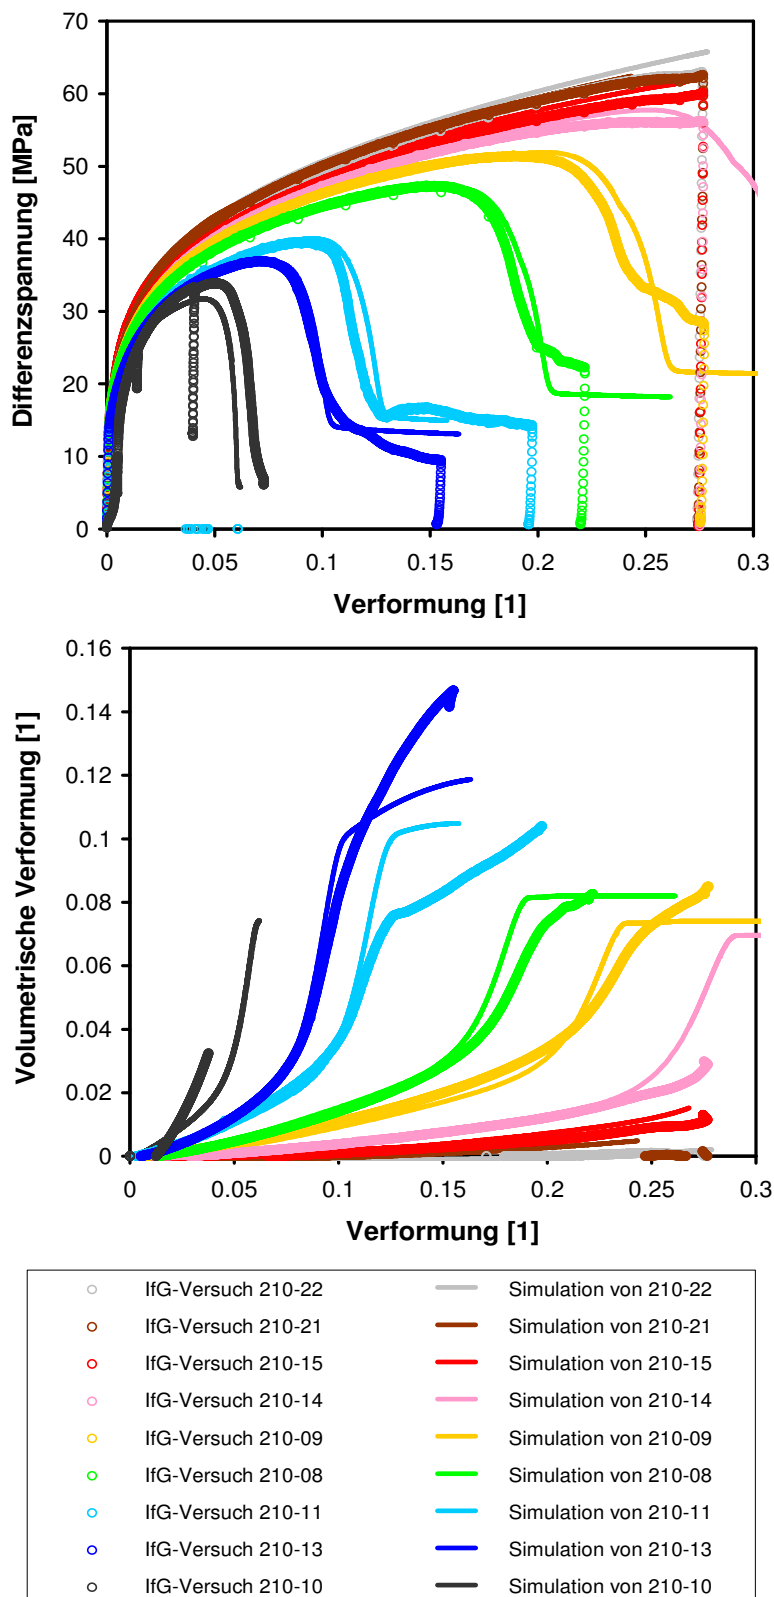 70
60
50
40
30
20
10
0
Differenzspannung [MPa]
0 0.05 0.1 0.15 0.2 0.25 0.3
Verformung [1]
0.16
0.14
0.12
0.1
0.08
0.06
0.04
0.02
0
Volumetrische Verformung [1]
0 0.05 0.1 0.15 0.2 0.25 0.3
Verformung [1]
IfG-Versuch 210-22 Simulation von 210-22
IfG-Versuch 210-21 Simulation von 210-21
IfG-Versuch 210-15 Simulation von 210-15
IfG-Versuch 210-14 Simulation von 210-14
IfG-Versuch 210-09 Simulation von 210-09
IfG-Versuch 210-08 Simulation von 210-08
IfG-Versuch 210-11 Simulation von 210-11
IfG-Versuch 210-13 Simulation von 210-13
IfG-Versuch 210-10 Simulation von 210-10